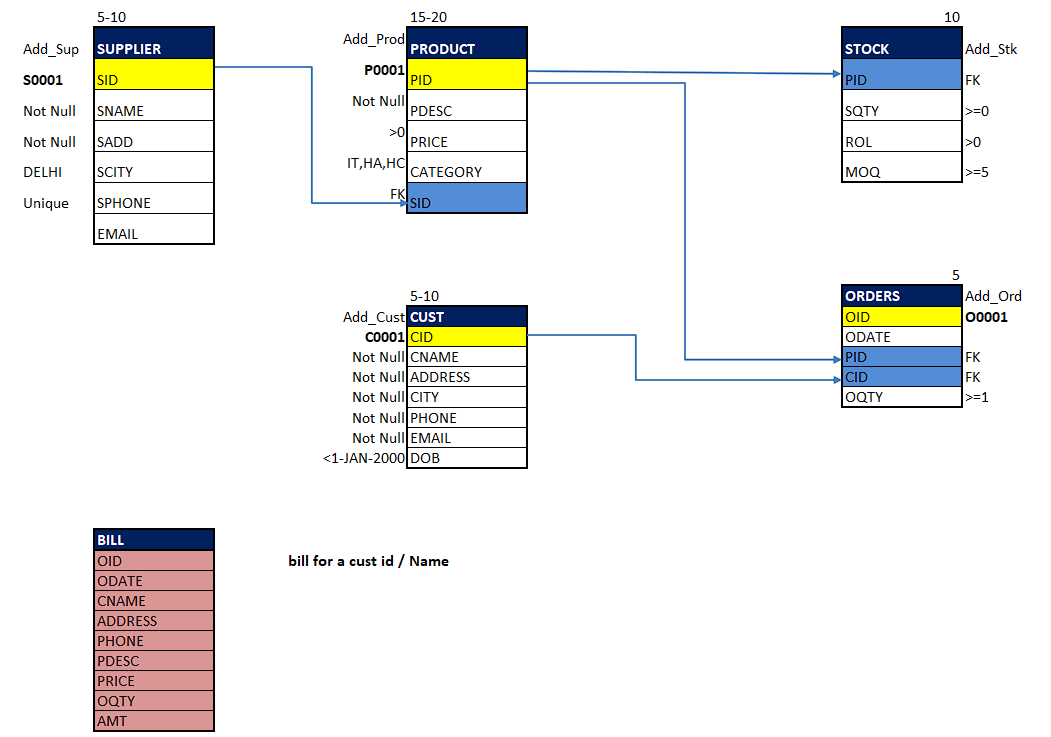 5-10
Add_Sup SUPPLIER
S0001 SID
Not Null SNAME
Not Null SADD
DELHI SCITY
Unique SPHONE
EMAIL
15-20
Add_Prod PRODUCT
P0001 PID
Not Null PDESC
>0 PRICE
IT,HA,HC CATEGORY
FK SID
10
STOCK Add_Stk
PID FK
SQTY >=0
ROL >0
MOQ >=5
5-10
Add_Cust CUST
C0001 CID
Not Null CNAME
Not Null ADDRESS
Not Null CITY
Not Null PHONE
Not Null EMAIL
<1-JAN-2000 DOB
5
ORDERS Add_Ord
OID O0001
ODATE
PID FK
CID FK
OQTY >=1
BILL
OID
ODATE
CNAME
ADDRESS
PHONE
PDESC
PRICE
OQTY
AMT
bill for a cust id / Name